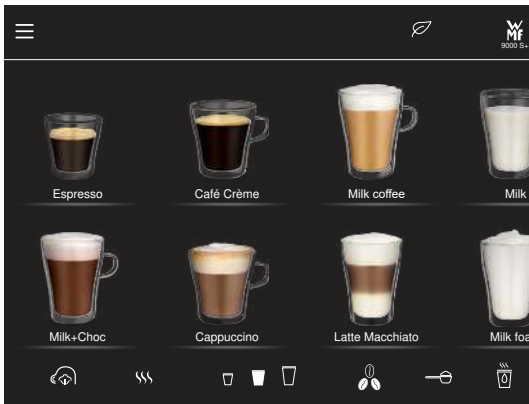 WMF
9000 S+
Espresso
Café Crème
Milk coffee
Milk
Milk+Choc
Cappuccino
Latte Macchiato
Milk foa